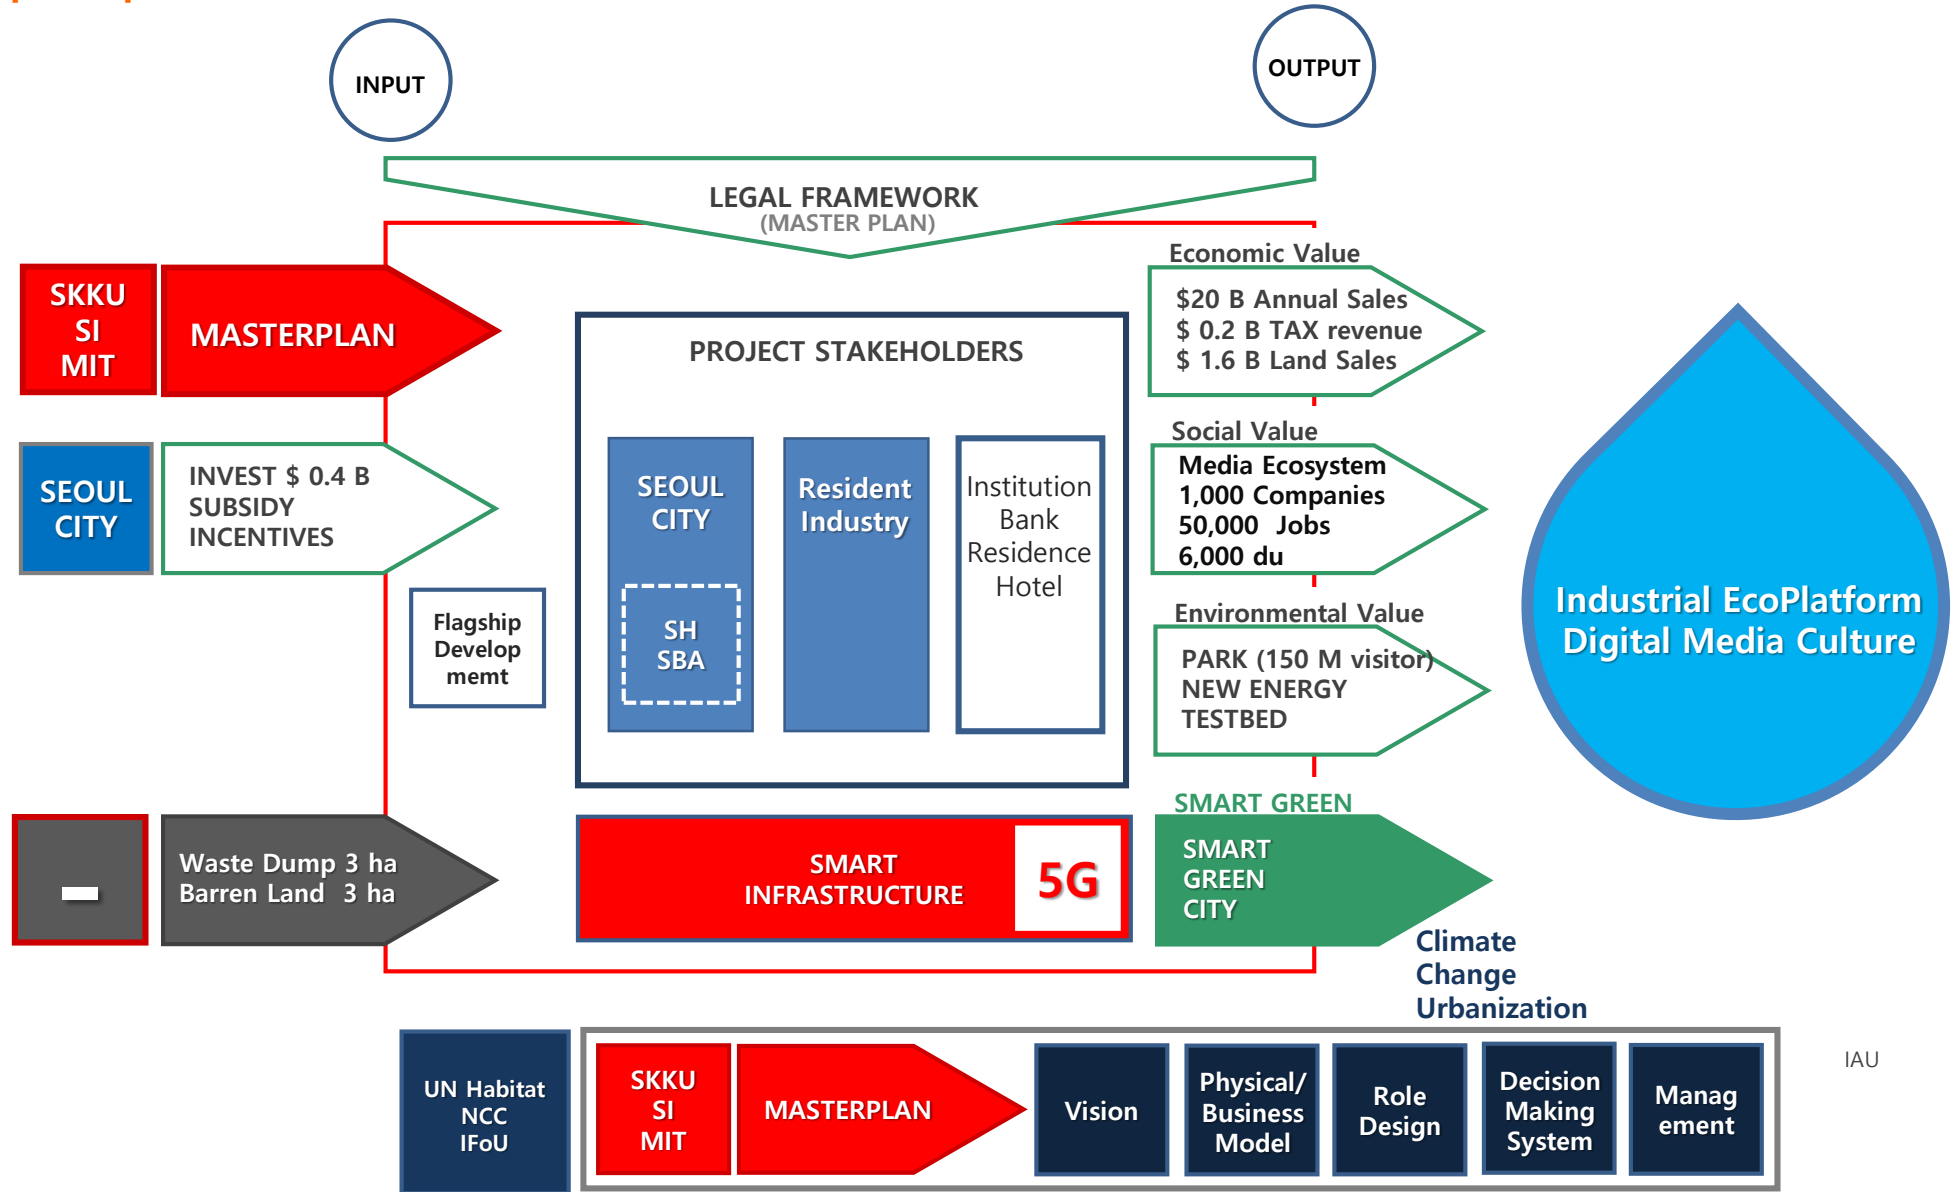 INPUT
OUTPUT
LEGAL FRAMEWORK
(MASTER PLAN)
SKKU
SI
MIT
MASTERPLAN
SEOUL
CITY
INVEST $ 0.4 B
SUBSIDY
INCENTIVES
Flagship
Develop
memt
Waste Dump 3 ha
Barren Land 3 ha
PROJECT STAKEHOLDERS
SEOUL
CITY
SH
SBA
Resident
Industry
Institution
Bank
Residence
Hotel
SMART
INFRASTRUCTURE
5G
Economic Value
$20 B Annual Sales
$ 0.2 B TAX revenue
$ 1.6 B Land Sales
Social Value
Media Ecosystem
1,000 Companies
50,000 Jobs
6,000 du
Environmental Value
PARK (150 M visitor)
NEW ENERGY
TESTBED
SMART GREEN
SMART
GREEN
CITY
Climate
Change
Urbanization
Industrial EcoPlatform
Digital Media Culture
UN Habitat
NCC
IFoU
SKKU
SI
MIT
MASTERPLAN
Vision
Physical/
Business
Model
Role
Design
Decision
Making
System
Manag
ement
IAU